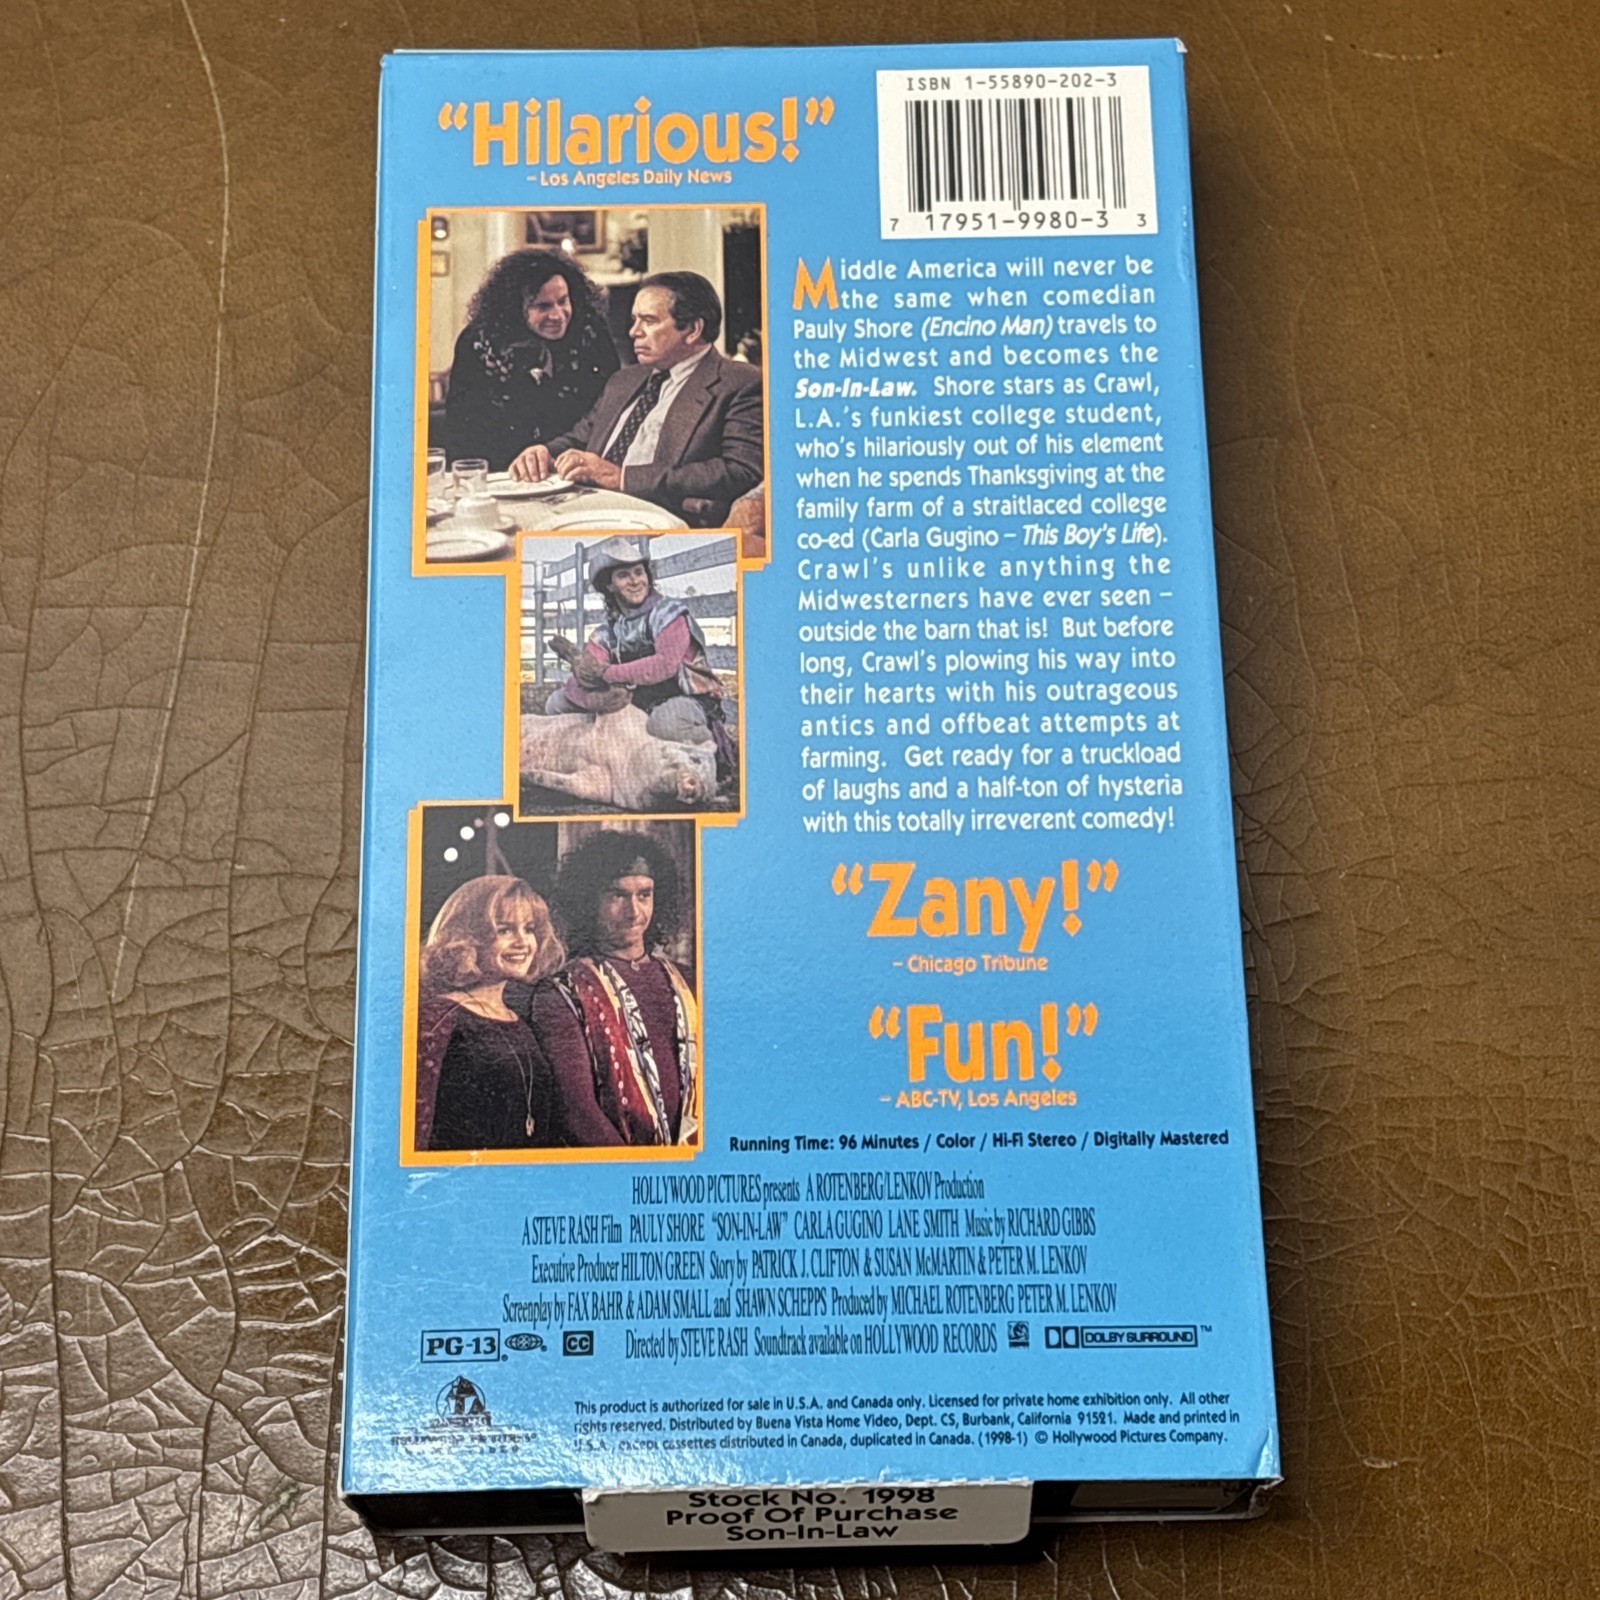 "Hilarious!"
– Los Angeles Daily News
ISBN 1-55890-202-3
7 17951-9980-3 3
Middle America will never be
the same when comedian
Pauly Shore (Encino Man) travels to
the Midwest and becomes the
Son-In-Law. Shore stars as Crawl,
L.A.'s funkiest college student,
who's hilariously out of his element
when he spends Thanksgiving at the
family farm of a straitlaced college
co-ed (Carla Gugino – This Boy's Life).
Crawl's unlike anything the
Midwesterners have ever seen –
outside the barn that is! But before
long, Crawl's plowing his way into
their hearts with his outrageous
antics and offbeat attempts at
farming. Get ready for a truckload
of laughs and a half-ton of hysteria
with this totally irreverent comedy!
"Zany!"
– Chicago Tribune
"Fun!"
– ABC-TV, Los Angeles
Running Time: 96 Minutes / Color / Hi-Fi Stereo / Digitally Mastered
HOLLYWOOD PICTURES presents A ROTENBERG/LENKOV Production
A STEVE RASH Film PAULY SHORE "SON-IN-LAW" CARLA GUGINO LANE SMITH Music by RICHARD GIBBS
Executive Producer HILTON GREEN Story by PATRICK J. CLIFTON & SUSAN McMARTIN & PETER M. LENKOV
Screenplay by FAX BAHR & ADAM SMALL and SHAWN SCHEPPS Produced by MICHAEL ROTENBERG PETER M. LENKOV
PG-13 ® CC Directed by STEVE RASH Soundtrack available on HOLLYWOOD RECORDS DOLBY SURROUND ™
HOLLYWOOD PICTURES
HOME VIDEO
This product is authorized for sale in U.S.A. and Canada only. Licensed for private home exhibition only. All other
rights reserved. Distributed by Buena Vista Home Video, Dept. CS, Burbank, California 91521. Made and printed in
U.S.A., except cassettes distributed in Canada, duplicated in Canada. (1998-1) © Hollywood Pictures Company.
Stock No. 1998
Proof Of Purchase
Son-In-Law